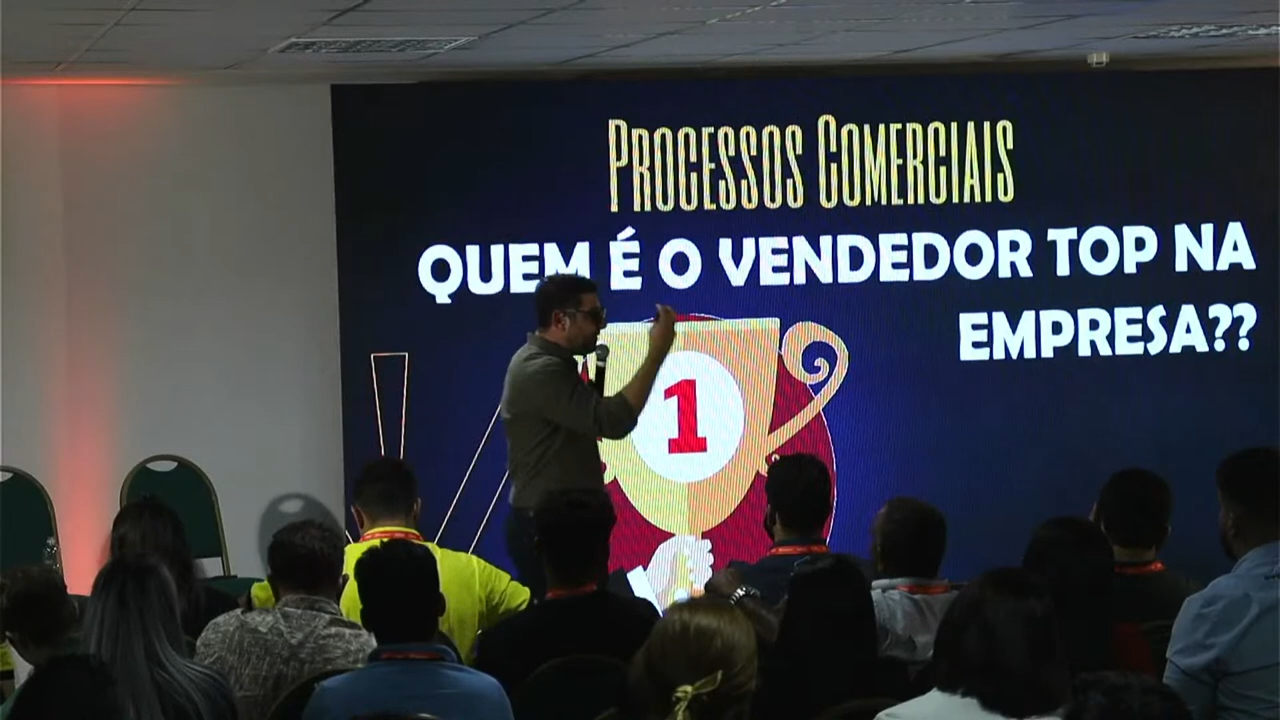 PROCESSOS COMERCIAIS
QUEM É O VENDEDOR TOP NA
EMPRESA??
1